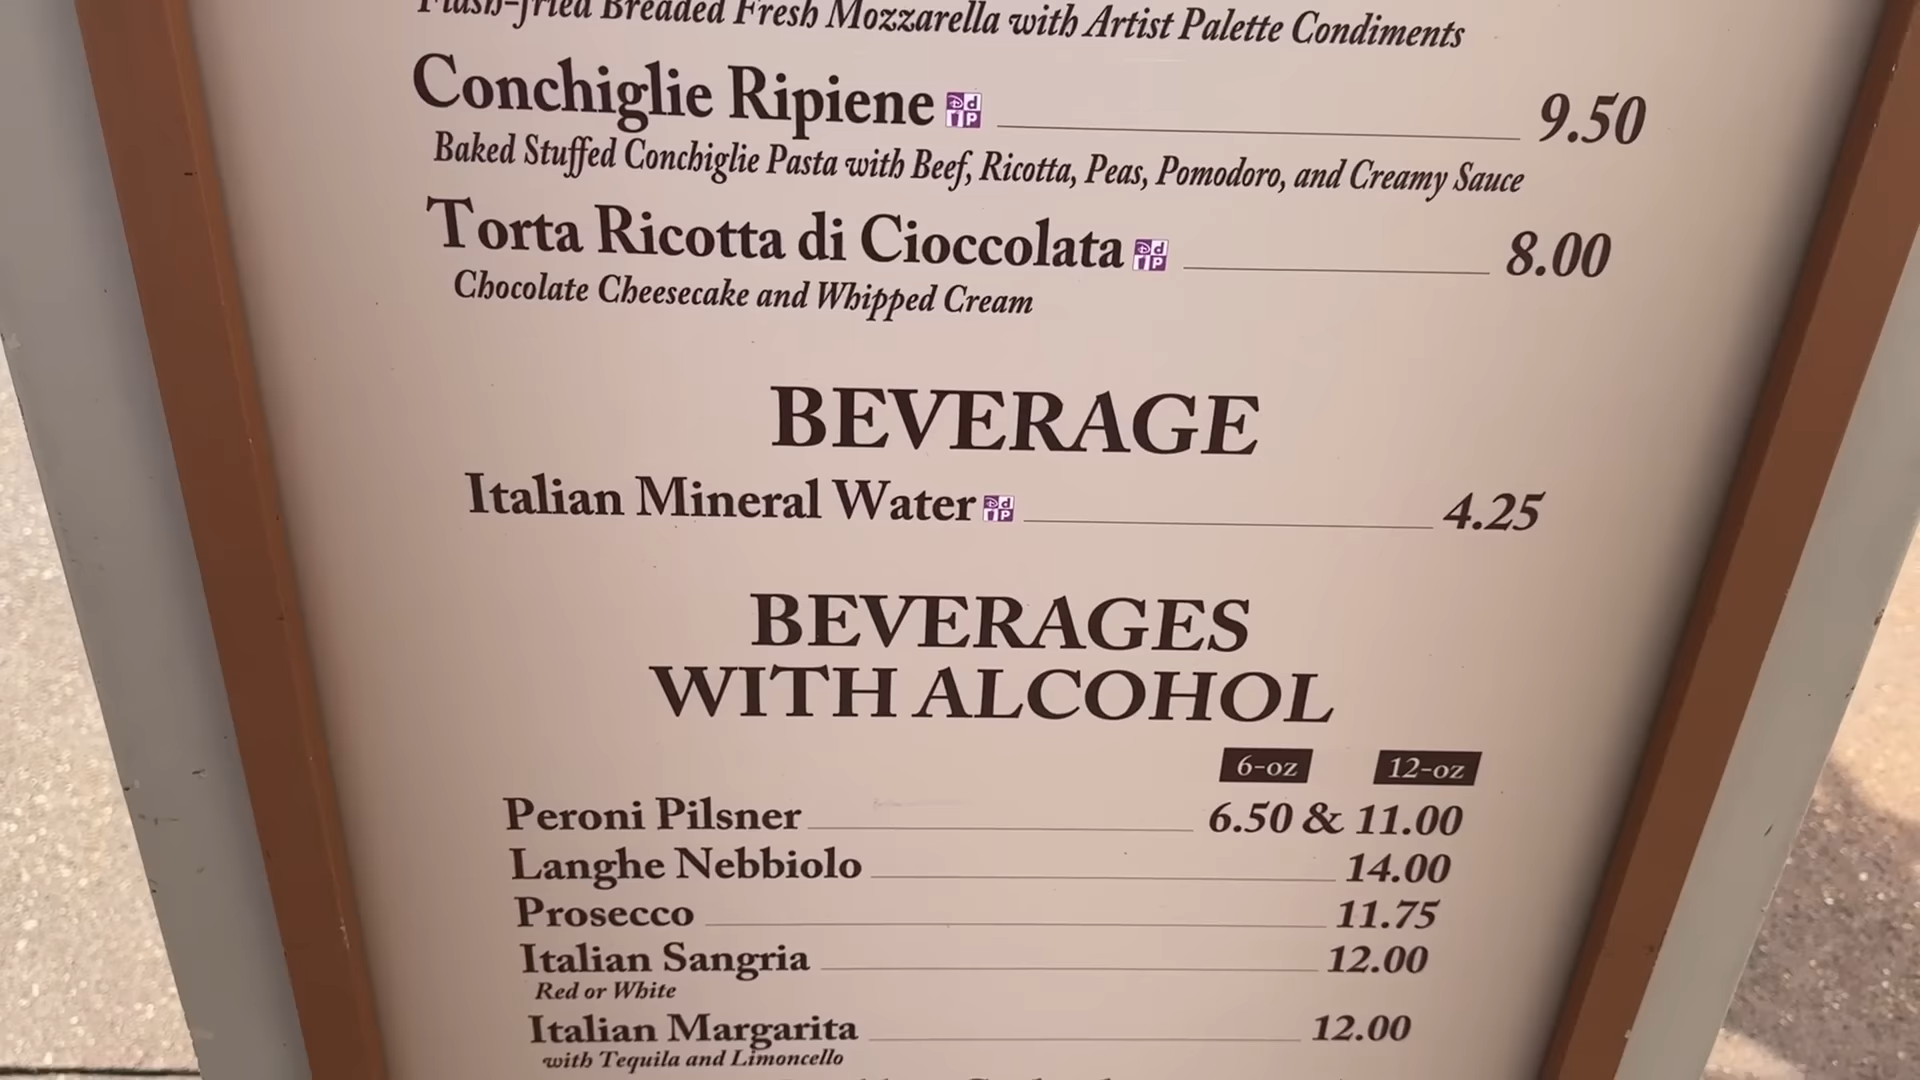 Flash-fried Breaded Fresh Mozzarella with Artist Palette Condiments
Conchiglie Ripiene 9.50
Baked Stuffed Conchiglie Pasta with Beef, Ricotta, Peas, Pomodoro, and Creamy Sauce
Torta Ricotta di Cioccolata 8.00
Chocolate Cheesecake and Whipped Cream
BEVERAGE
Italian Mineral Water 4.25
BEVERAGES
WITH ALCOHOL
6-oz 12-oz
Peroni Pilsner 6.50 & 11.00
Langhe Nebbiolo 14.00
Prosecco 11.75
Italian Sangria 12.00
Red or White
Italian Margarita 12.00
with Tequila and Limoncello